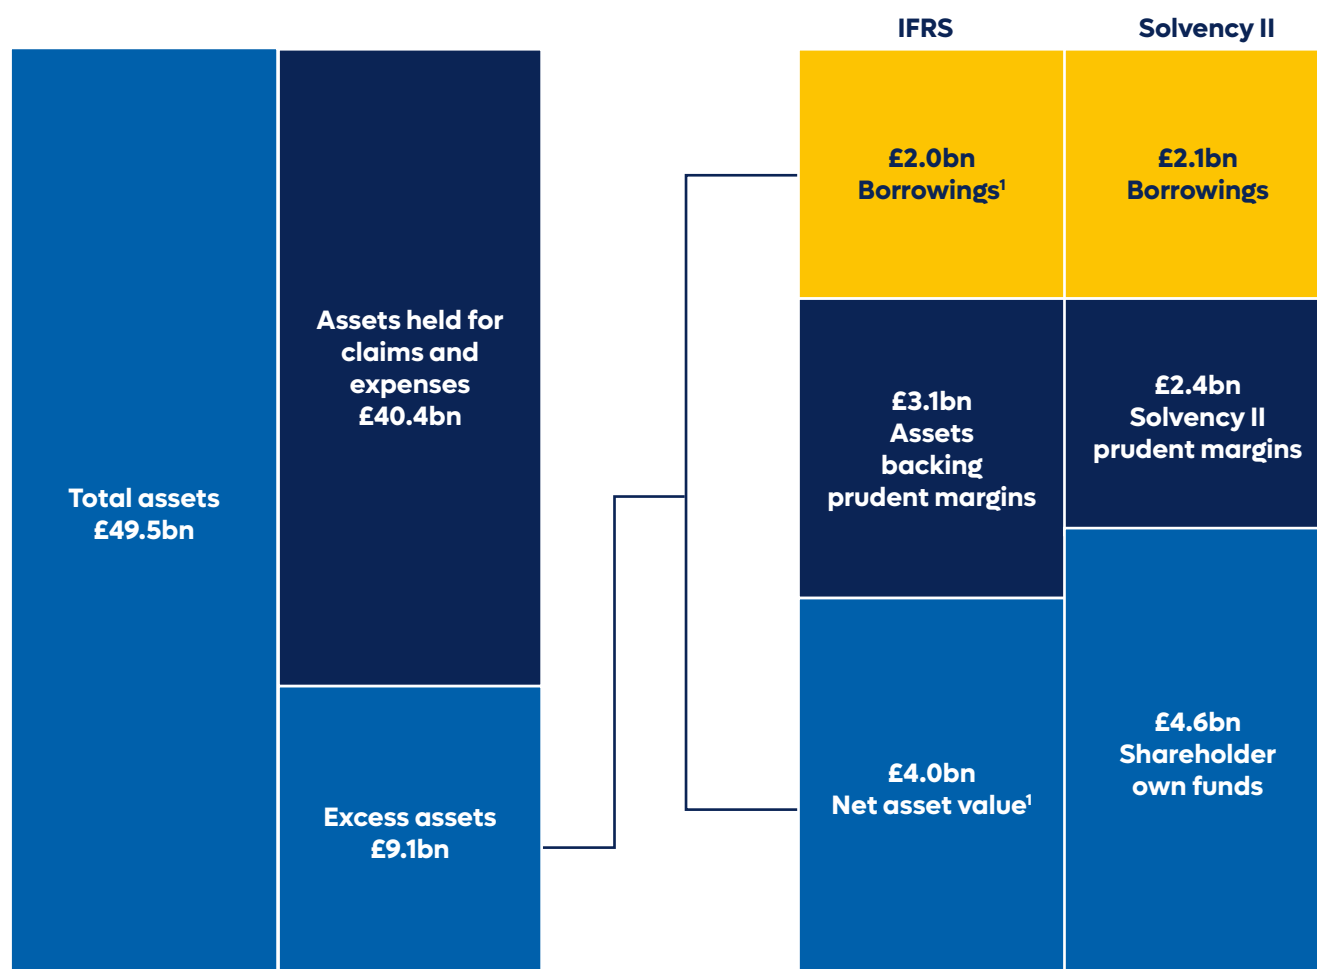 IFRS
Solvency II
Total assets
£49.5bn
Assets held for
claims and
expenses
£40.4bn
Excess assets
£9.1bn
£2.0bn
Borrowings¹
£3.1bn
Assets
backing
prudent margins
£4.0bn
Net asset value¹
£2.1bn
Borrowings
£2.4bn
Solvency II
prudent margins
£4.6bn
Shareholder
own funds